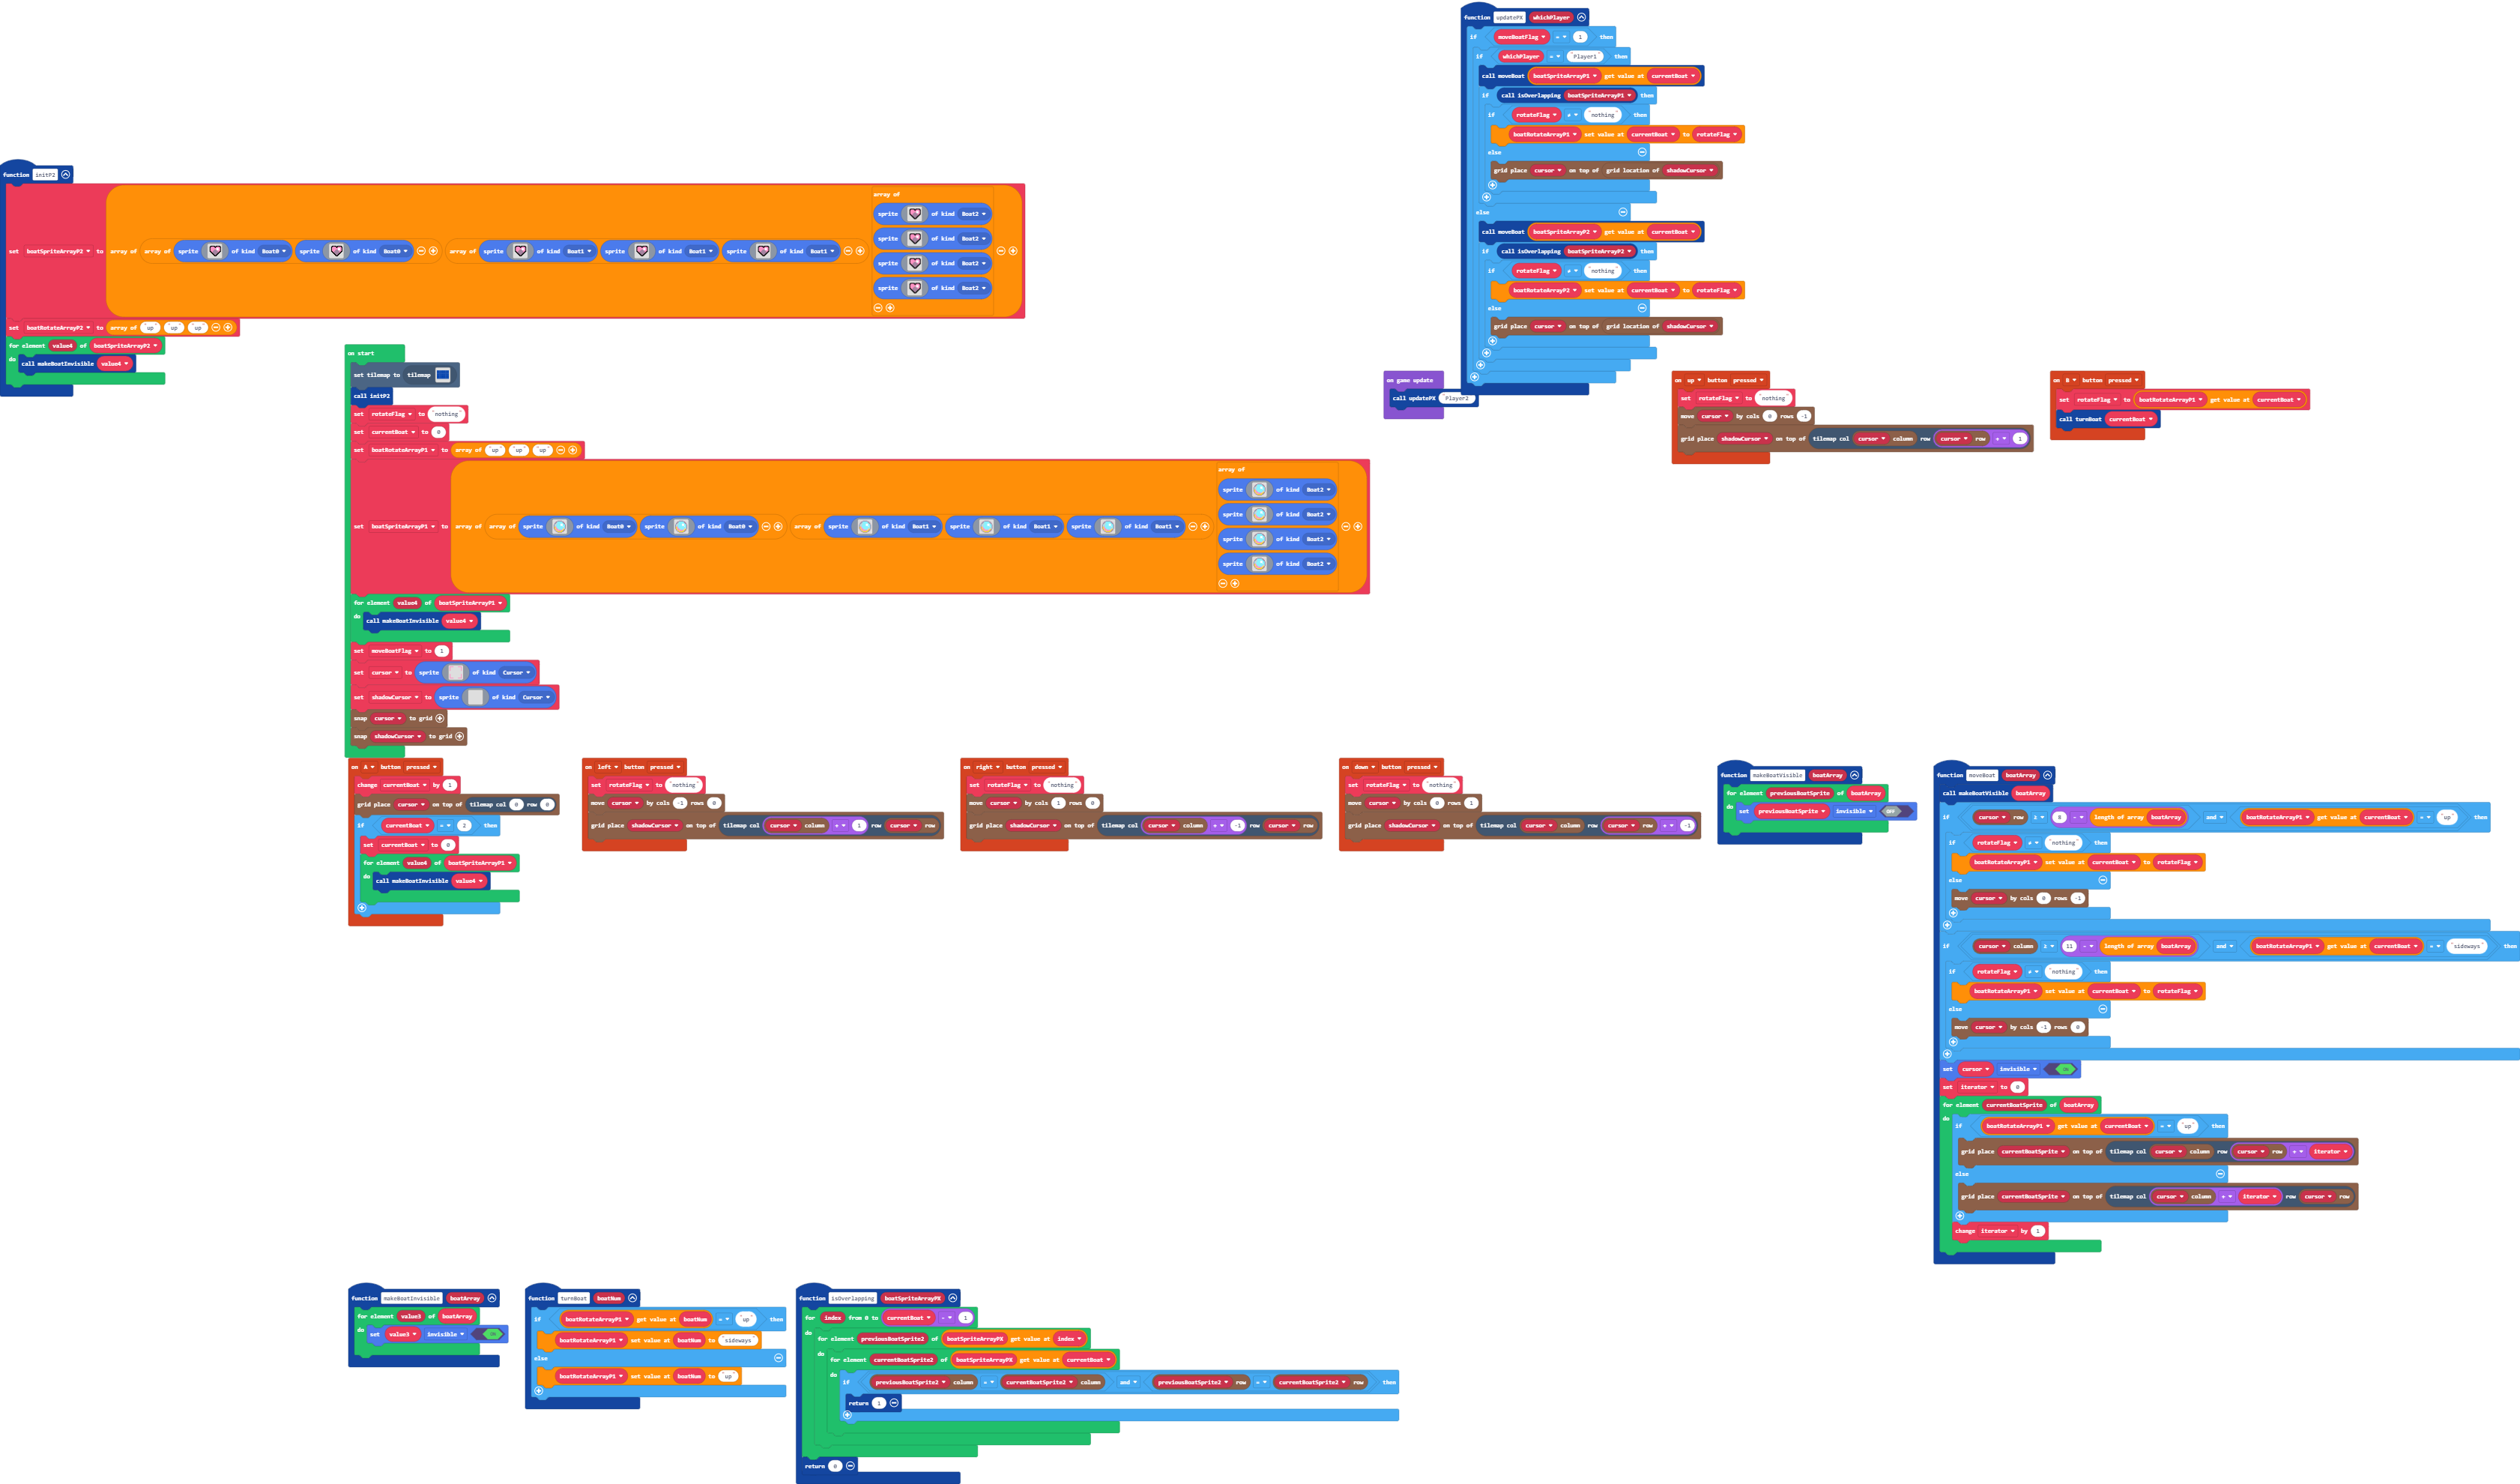 function initP2
set boatSpriteArrayP2 to array of array of sprite of kind Boat0 sprite of kind Boat0 array of sprite of kind Boat1 sprite of kind Boat1 sprite of kind Boat1 array of
sprite of kind Boat2
sprite of kind Boat2
sprite of kind Boat2
sprite of kind Boat2
set boatRotateArrayP2 to array of "up" "up" "up"
for element value4 of boatSpriteArrayP2
do call makeBoatInvisible value4
function updatePX whichPlayer
if moveBoatFlag = 1 then
if whichPlayer = "Player1" then
call moveBoat boatSpriteArrayP1 get value at currentBoat
if call isOverlapping boatSpriteArrayP1 then
if rotateFlag ≠ "nothing" then
boatRotateArrayP1 set value at currentBoat to rotateFlag
else
grid place cursor on top of grid location of shadowCursor
else
call moveBoat boatSpriteArrayP2 get value at currentBoat
if call isOverlapping boatSpriteArrayP2 then
if rotateFlag ≠ "nothing" then
boatRotateArrayP2 set value at currentBoat to rotateFlag
else
grid place cursor on top of grid location of shadowCursor
on start
set tilemap to tilemap
call initP2
set rotateFlag to "nothing"
set currentBoat to 0
set boatRotateArrayP1 to array of "up" "up" "up"
set boatSpriteArrayP1 to array of array of sprite of kind Boat0 sprite of kind Boat0 array of sprite of kind Boat1 sprite of kind Boat1 sprite of kind Boat1 array of
sprite of kind Boat2
sprite of kind Boat2
sprite of kind Boat2
sprite of kind Boat2
for element value4 of boatSpriteArrayP1
do call makeBoatInvisible value4
set moveBoatFlag to 1
set cursor to sprite of kind Cursor
set shadowCursor to sprite of kind Cursor
snap cursor to grid
snap shadowCursor to grid
on game update
call updatePX
on up button pressed
set rotateFlag to "nothing"
move cursor by cols 0 rows -1
grid place shadowCursor on top of tilemap col cursor column row cursor row + 1
on B button pressed
set rotateFlag to boatRotateArrayP1 get value at currentBoat
call turnBoat currentBoat
on A button pressed
change currentBoat by 1
grid place cursor on top of tilemap col 0 row 0
if currentBoat = 2 then
set currentBoat to 0
for element value4 of boatSpriteArrayP1
do call makeBoatInvisible value4
on left button pressed
set rotateFlag to "nothing"
move cursor by cols -1 rows 0
grid place shadowCursor on top of tilemap col cursor column + 1 row cursor row
on right button pressed
set rotateFlag to "nothing"
move cursor by cols 1 rows 0
grid place shadowCursor on top of tilemap col cursor column + -1 row cursor row
on down button pressed
set rotateFlag to "nothing"
move cursor by cols 0 rows 1
grid place shadowCursor on top of tilemap col cursor column row cursor row + -1
function makeBoatVisible boatArray
for element previousBoatSprite of boatArray
do set previousBoatSprite invisible OFF
function moveBoat boatArray
call makeBoatVisible boatArray
if cursor row ≥ 8 - length of array boatArray and boatRotateArrayP1 get value at currentBoat = "up" then
if rotateFlag ≠ "nothing" then
boatRotateArrayP1 set value at currentBoat to rotateFlag
else
move cursor by cols 0 rows -1
if cursor column ≥ 11 - length of array boatArray and boatRotateArrayP1 get value at currentBoat = "sideways" then
if rotateFlag ≠ "nothing" then
boatRotateArrayP1 set value at currentBoat to rotateFlag
else
move cursor by cols -1 rows 0
set cursor invisible ON
set iterator to 0
for element currentBoatSprite of boatArray
do if boatRotateArrayP1 get value at currentBoat = "up" then
grid place currentBoatSprite on top of tilemap col cursor column row cursor row + iterator
else
grid place currentBoatSprite on top of tilemap col cursor column + iterator row cursor row
change iterator by 1
function makeBoatInvisible boatArray
for element value3 of boatArray
do set value3 invisible ON
function turnBoat boatNum
if boatRotateArrayP1 get value at boatNum = "up" then
boatRotateArrayP1 set value at boatNum to "sideways"
else
boatRotateArrayP1 set value at boatNum to "up"
function isOverlapping boatSpriteArrayPX
for index from 0 to currentBoat - 1
do for element previousBoatSprite2 of boatSpriteArrayPX get value at index
do for element currentBoatSprite2 of boatSpriteArrayPX get value at currentBoat
do if previousBoatSprite2 column = currentBoatSprite2 column and previousBoatSprite2 row = currentBoatSprite2 row then
return 1
return 0